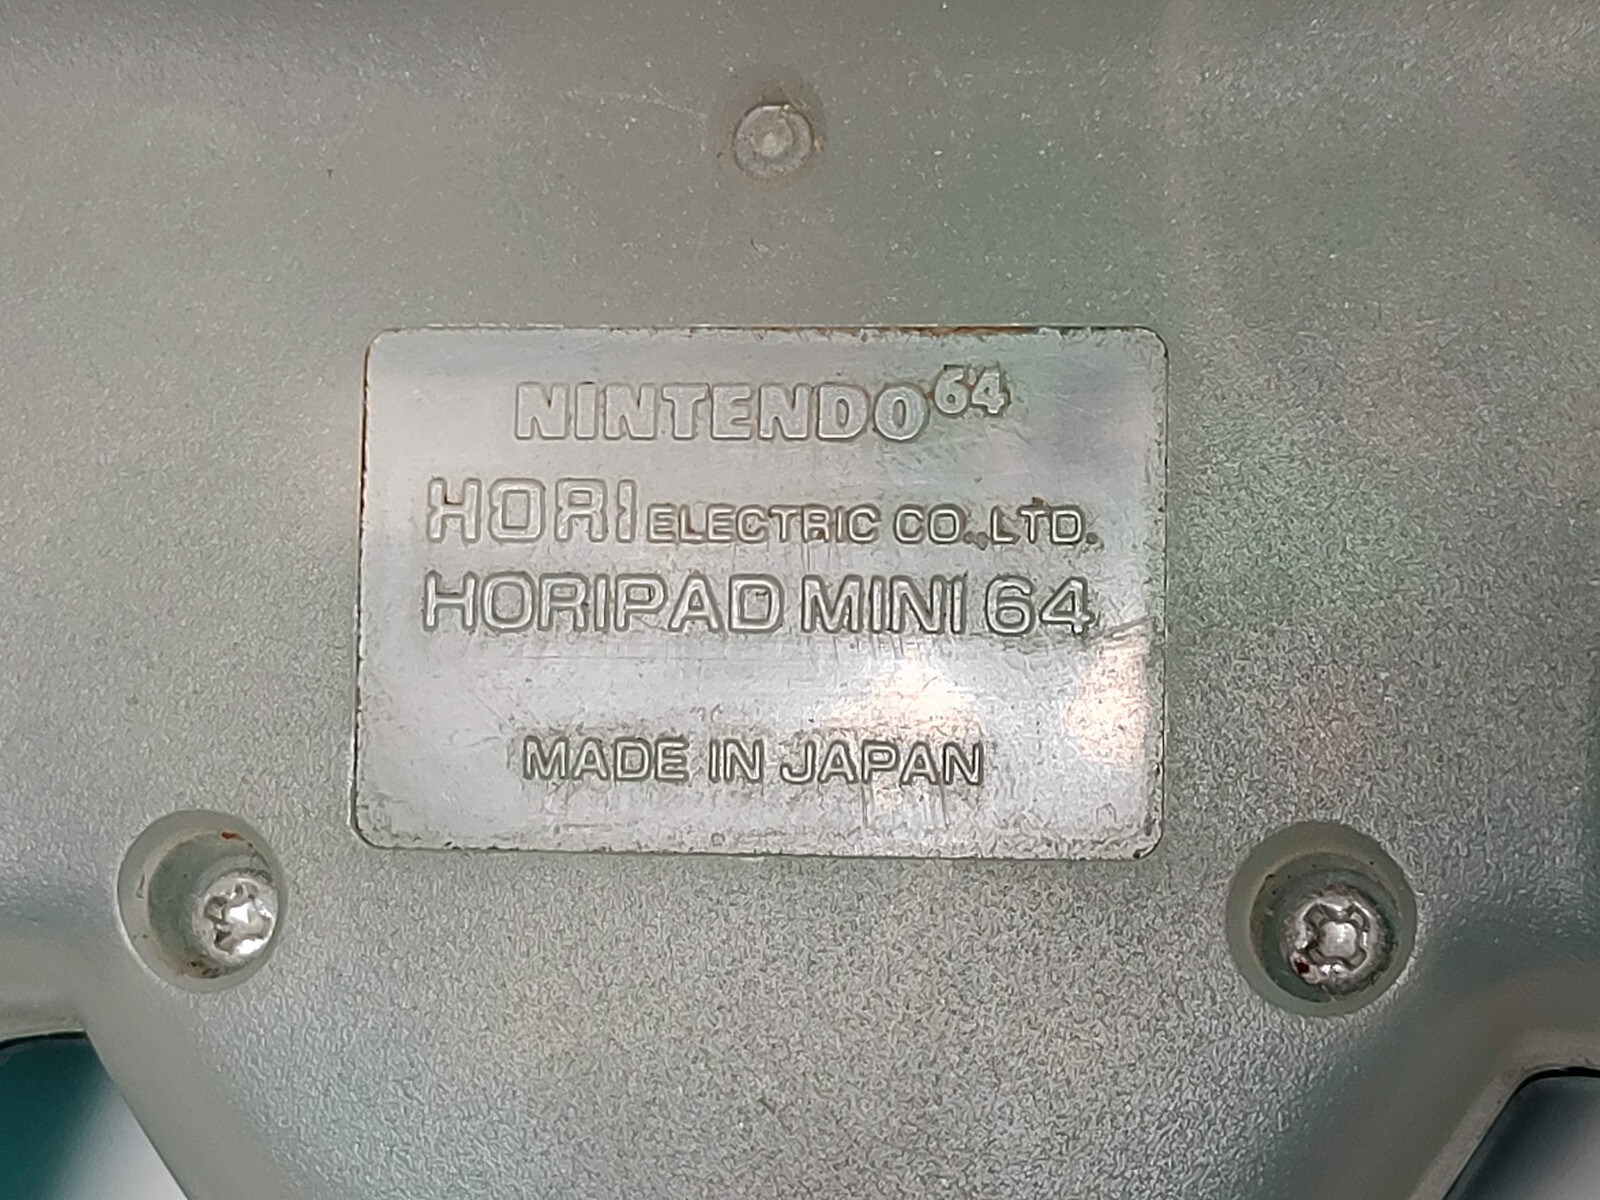 NINTENDO64
HORI ELECTRIC CO.,LTD.
HORIPAD MINI 64
MADE IN JAPAN